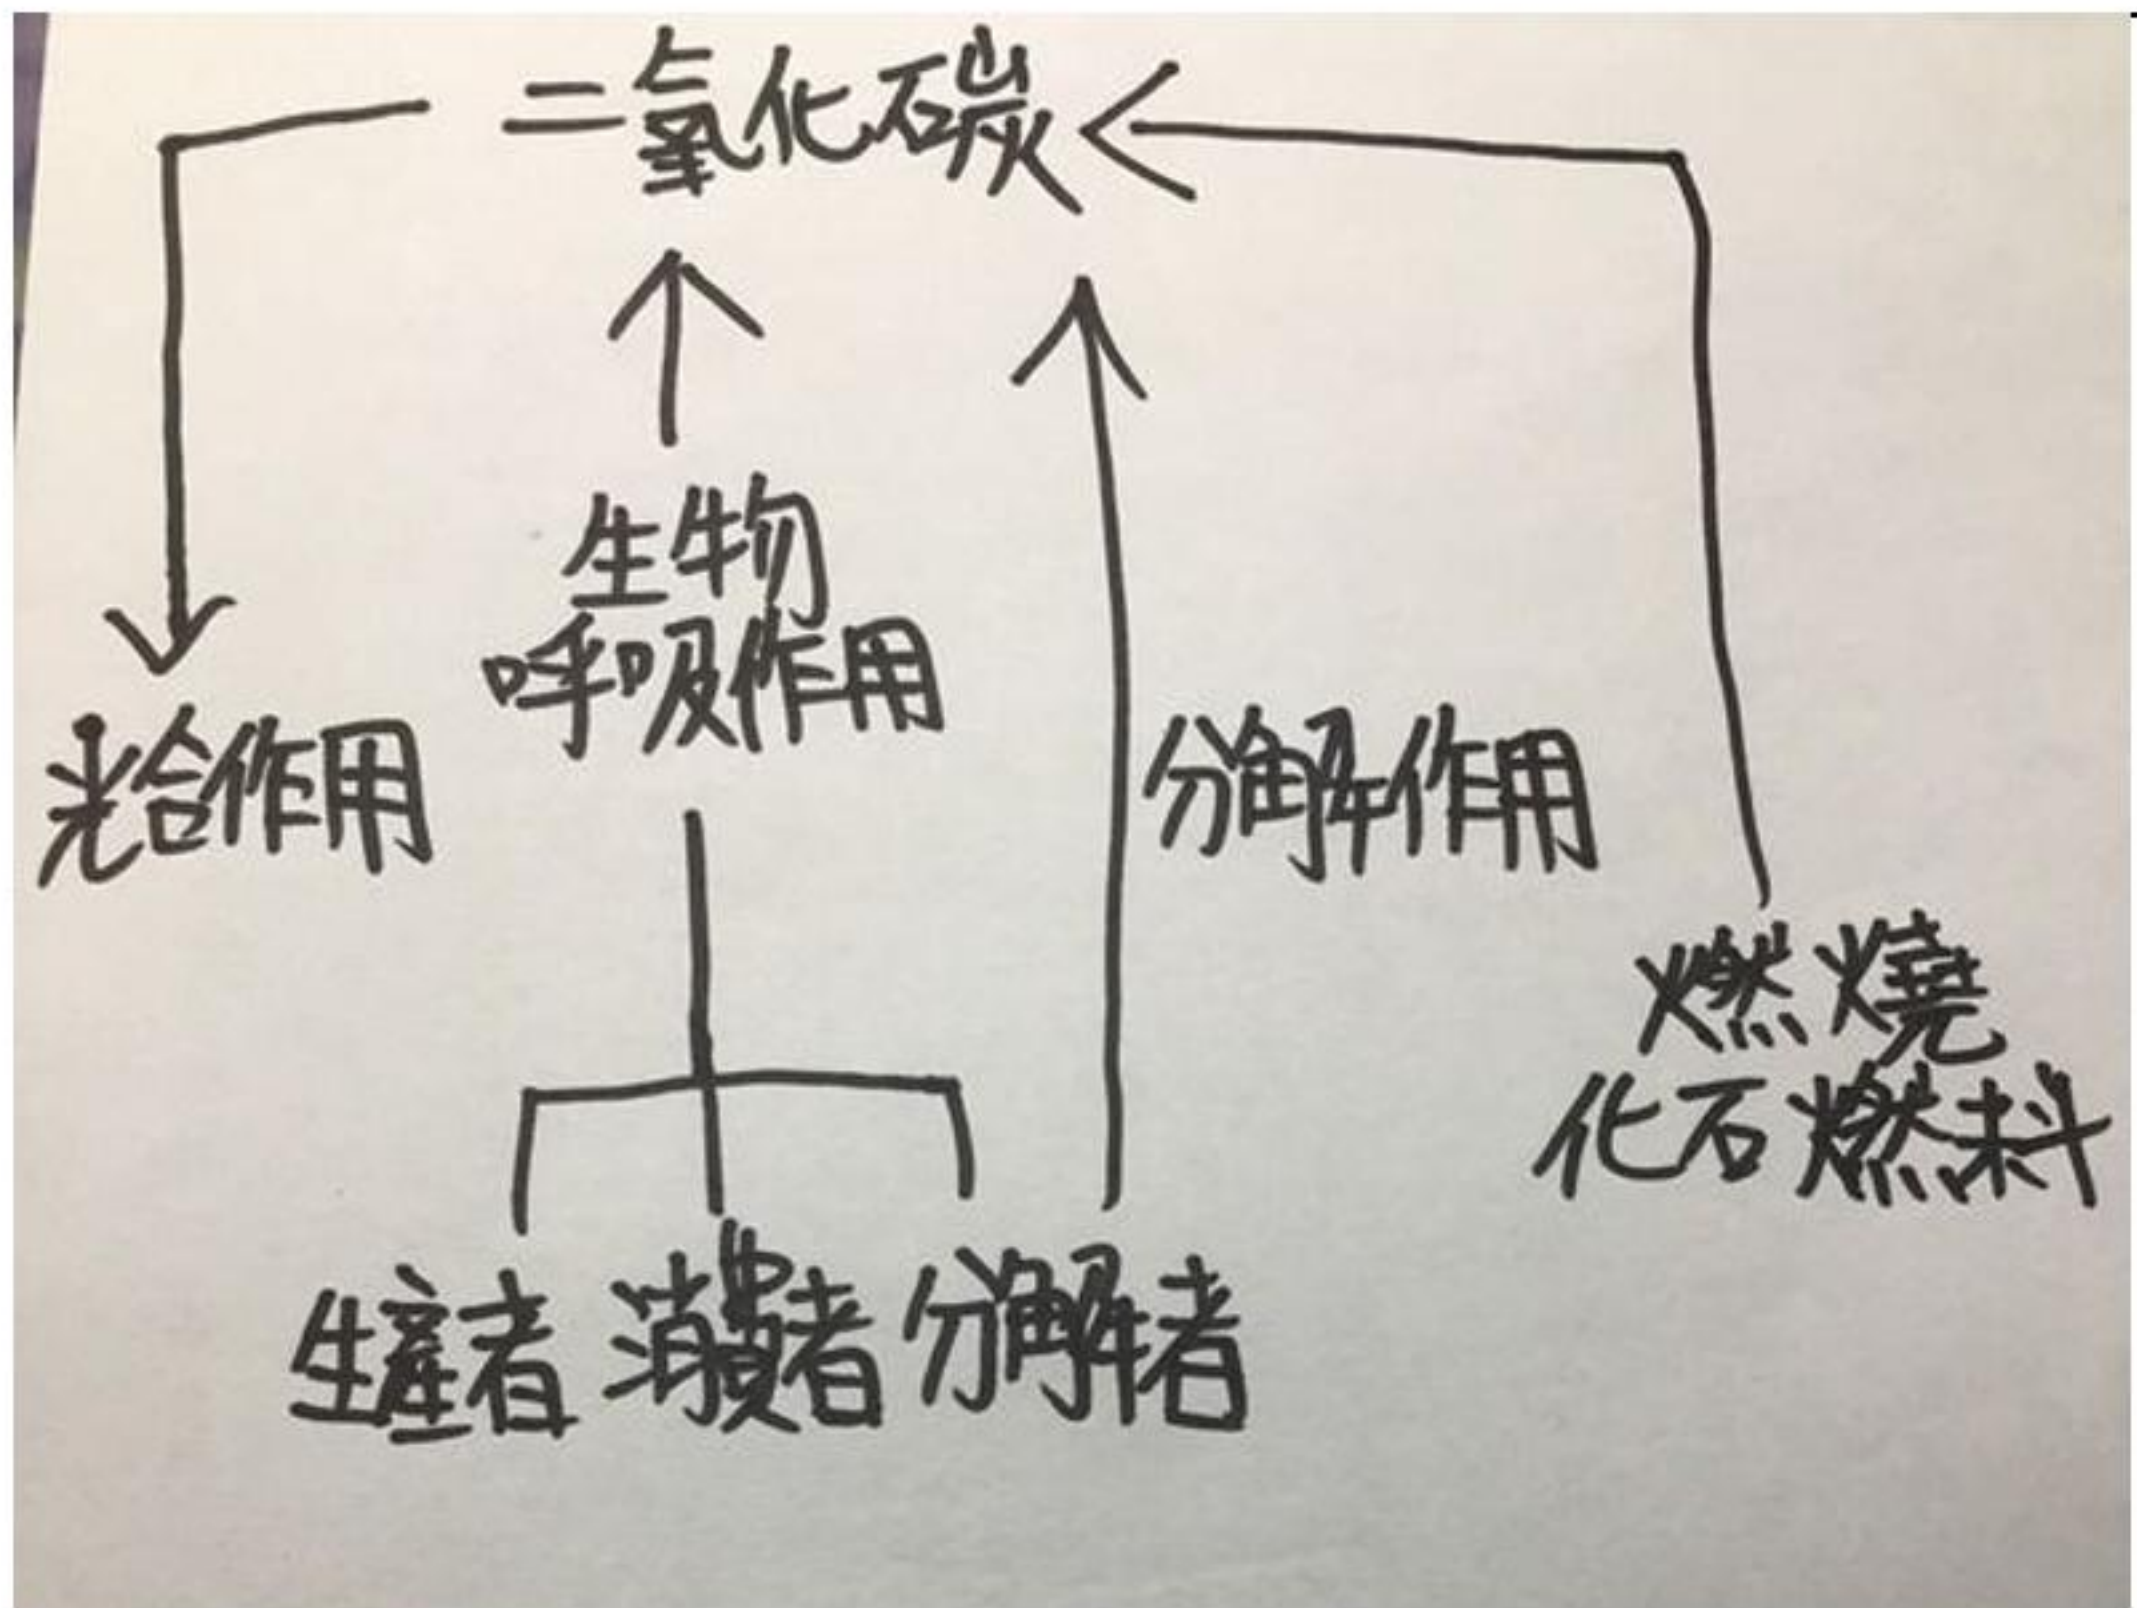 二氧化碳
生物
呼吸作用
光合作用
分解作用
燃燒
化石燃料
生產者 消費者 分解者